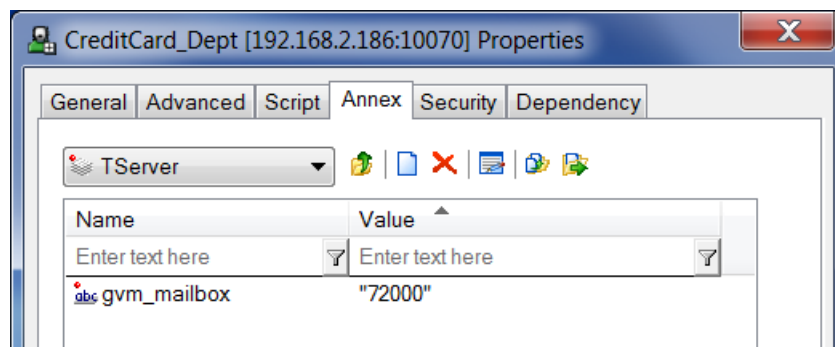 CreditCard_Dept [192.168.2.186:10070] Properties
X
General Advanced Script Annex Security Dependency
TServer
Name Value
Enter text here Enter text here
abc gvm_mailbox "72000"